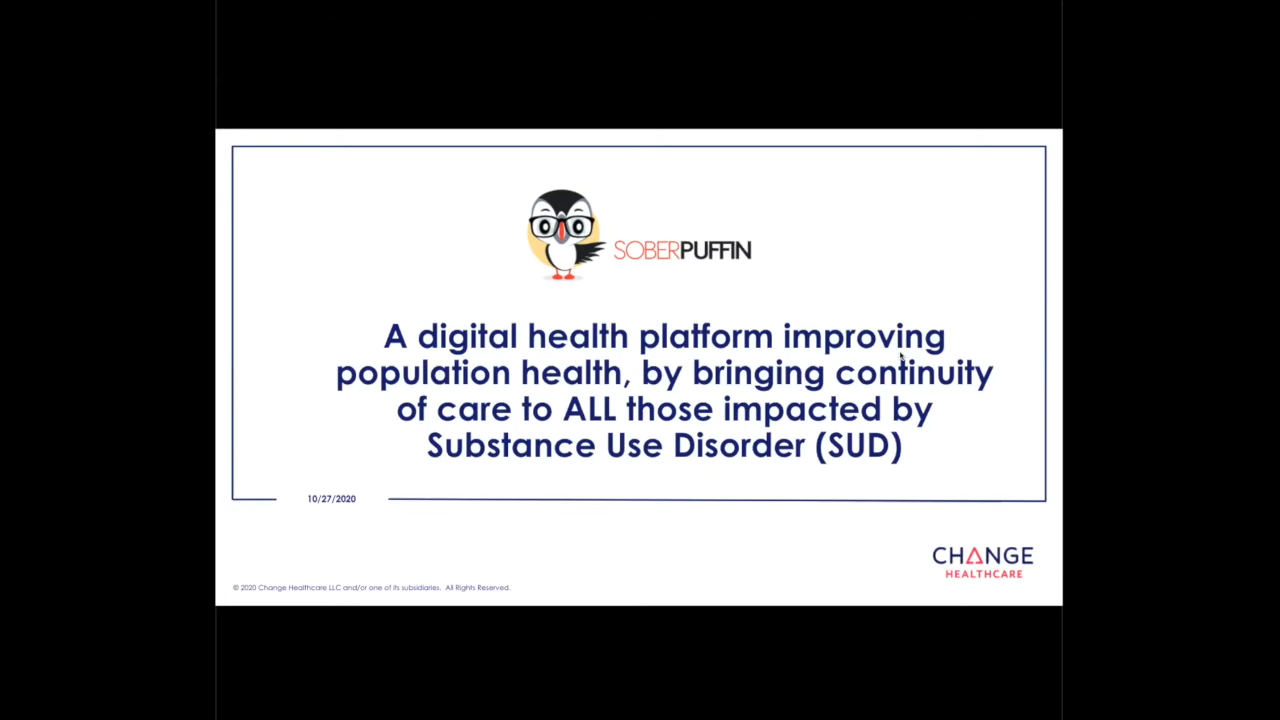 SOBERPUFFIN
A digital health platform improving
population health, by bringing continuity
of care to ALL those impacted by
Substance Use Disorder (SUD)
10/27/2020
CHANGE
HEALTHCARE
© 2020 Change Healthcare LLC and/or one of its subsidiaries. All Rights Reserved.